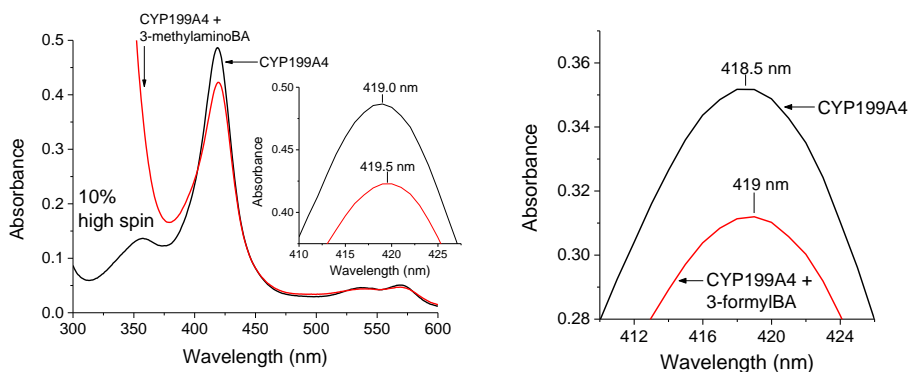 CYP199A4 +
3-methylaminoBA
CYP199A4
0.5
0.4
0.3
0.2
0.1
0.0
Absorbance
10%
high spin
300
350
400
450
500
550
600
Wavelength (nm)
0.50
0.45
0.40
Absorbance
419.0 nm
419.5 nm
410
415
420
425
Wavelength (nm)
0.36
0.34
0.32
0.30
0.28
Absorbance
418.5 nm
CYP199A4
419 nm
CYP199A4 +
3-formylBA
412
416
420
424
Wavelength (nm)